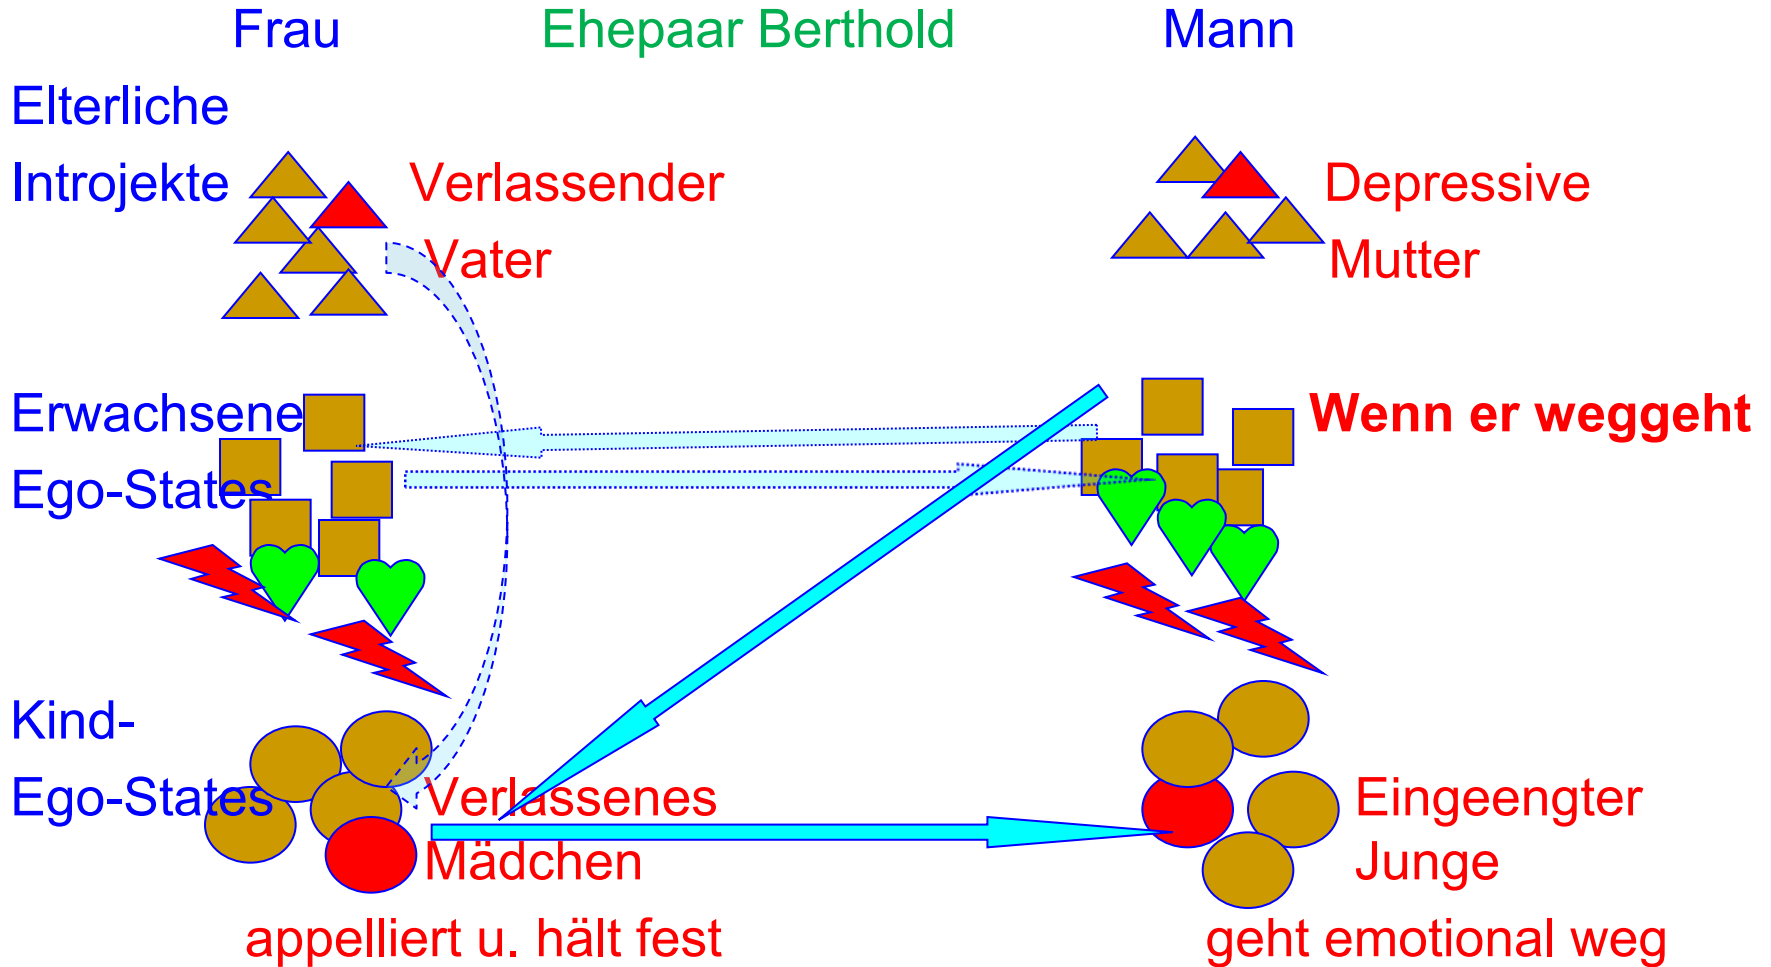 Frau Ehepaar Berthold Mann
Elterliche
Introjekte Verlassender Depressive
Vater Mutter
Erwachsene Wenn er weggeht
Ego-States
Kind-
Ego-States Verlassenes Eingeengter
Mädchen Junge
appelliert u. hält fest geht emotional weg